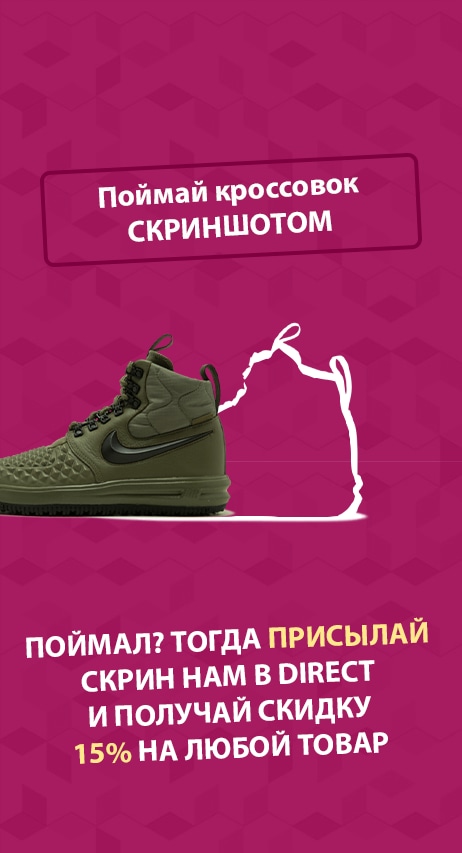 Поймай кроссовок
СКРИНШОТОМ
ПОЙМАЛ? ТОГДА ПРИСЫЛАЙ
СКРИН НАМ В DIRECT
И ПОЛУЧАЙ СКИДКУ
15% НА ЛЮБОЙ ТОВАР